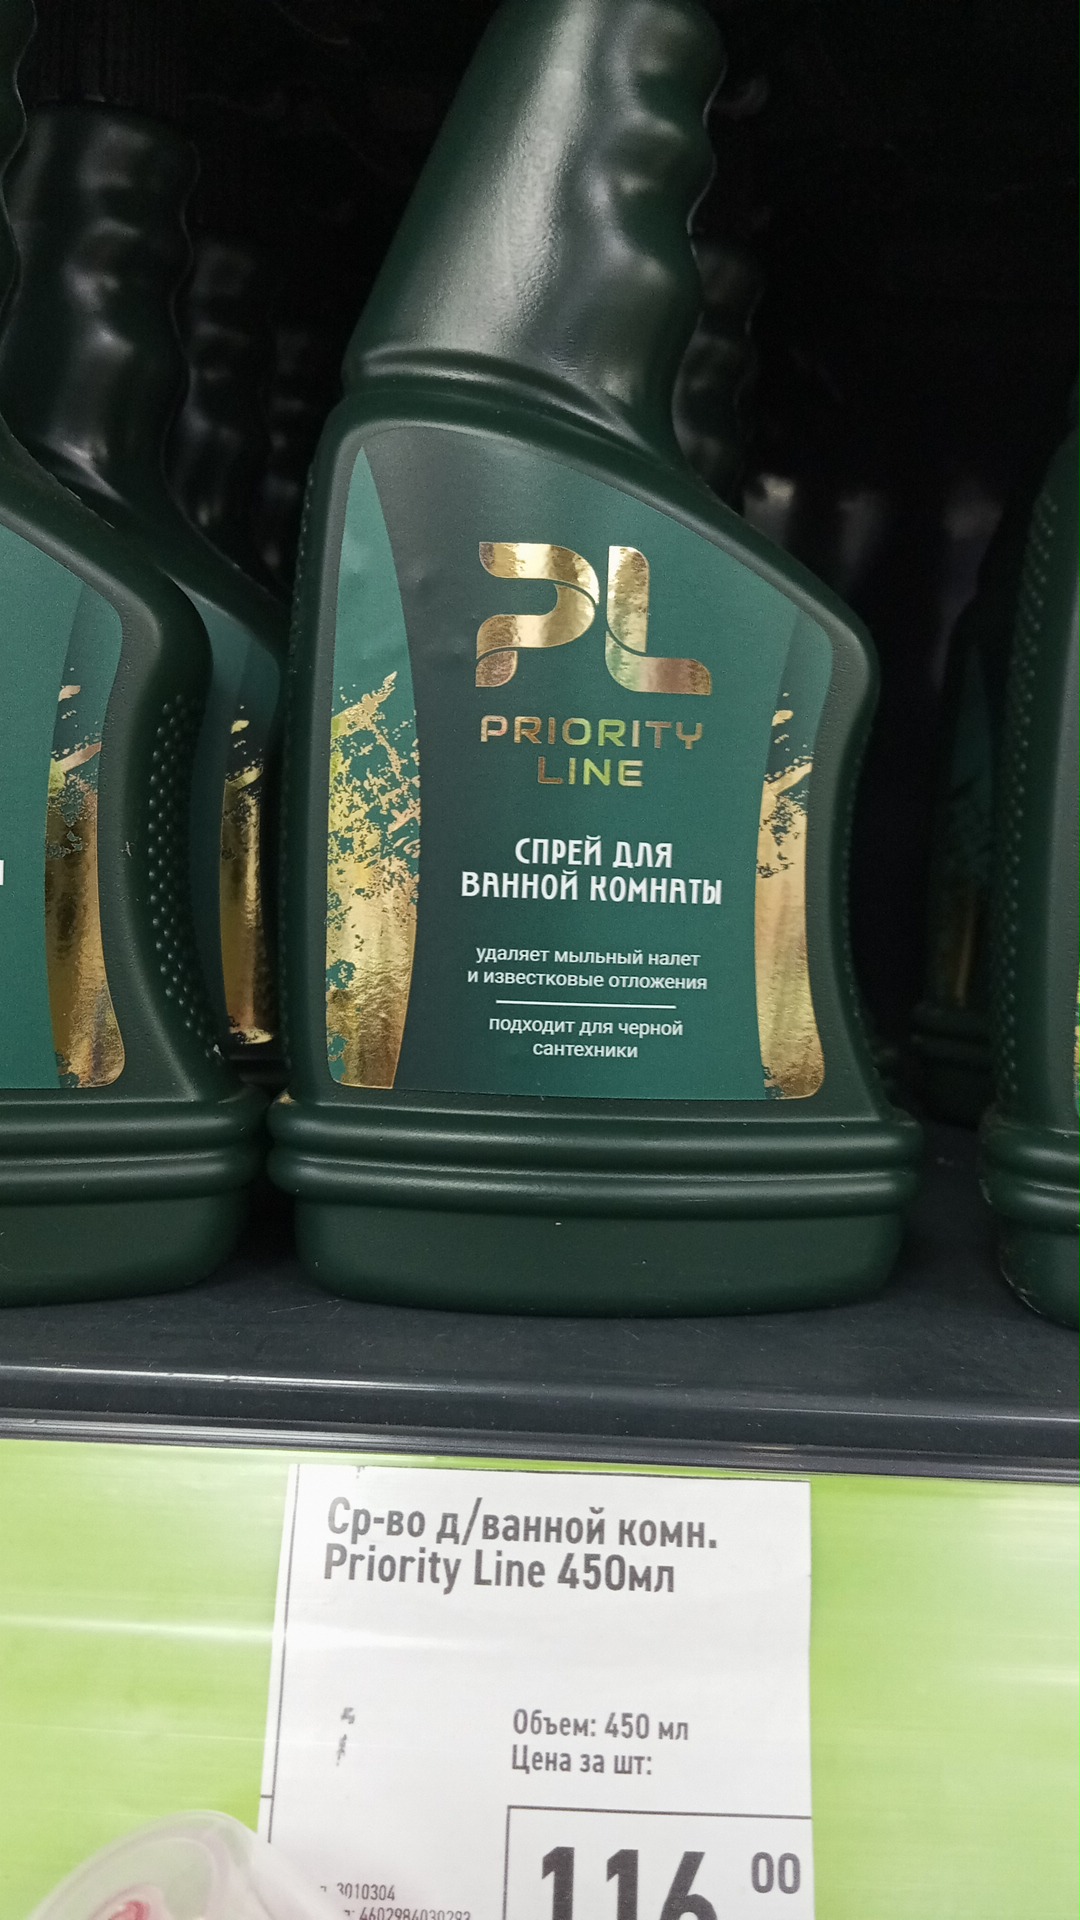 PL
PRIORITY
LINE
СПРЕЙ ДЛЯ
ВАННОЙ КОМНАТЫ
удаляет мыльный налет
и известковые отложения
подходит для черной
сантехники
Ср-во д/ванной комн.
Priority Line 450мл
Объем: 450 мл
Цена за шт:
116 00
3010304
4602984030293